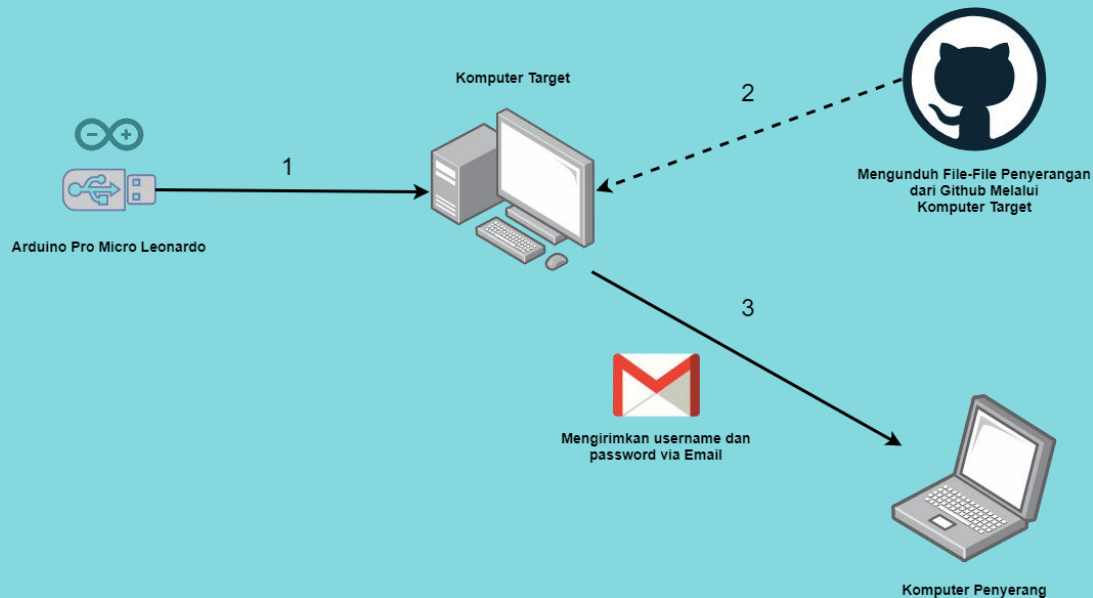 Komputer Target
2
1
Mengunduh File-File Penyerangan
dari Github Melalui
Komputer Target
Arduino Pro Micro Leonardo
3
Mengirimkan username dan
password via Email
Komputer Penyerang